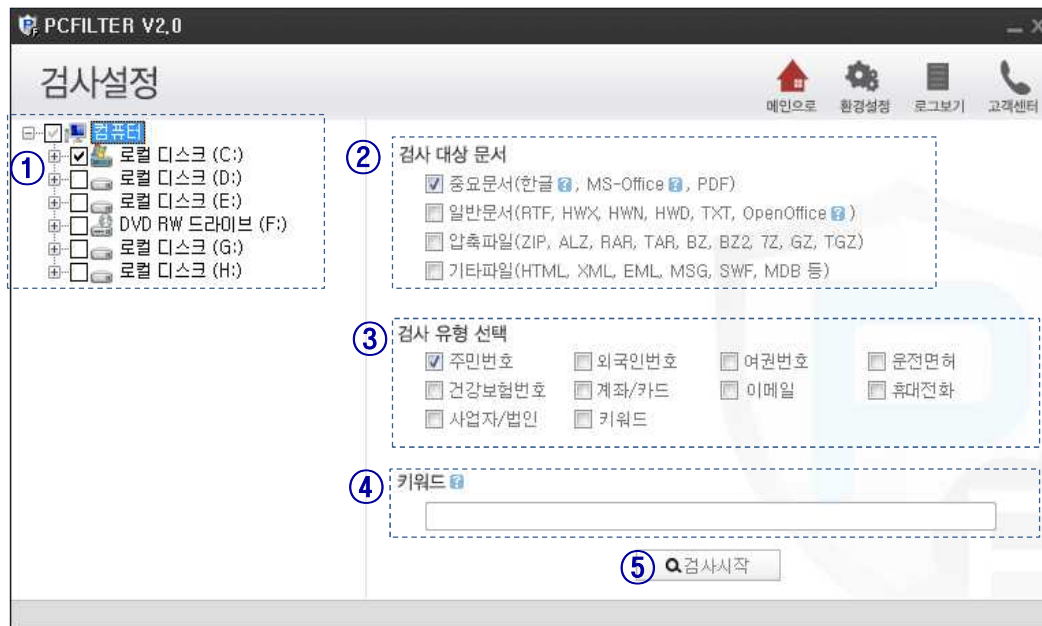 PCFILTER V2.0
검사설정
메인으로 환경설정 로그보기 고객센터
①
컴퓨터
로컬 디스크 (C:)
로컬 디스크 (D:)
로컬 디스크 (E:)
DVD RW 드라이브 (F:)
로컬 디스크 (G:)
로컬 디스크 (H:)
②
검사 대상 문서
중요문서(한글 ?, MS-Office ?, PDF)
일반문서(RTF, HWX, HWN, HWD, TXT, OpenOffice ?)
압축파일(ZIP, ALZ, RAR, TAR, BZ, BZ2, 7Z, GZ, TGZ)
기타파일(HTML, XML, EML, MSG, SWF, MDB 등)
③
검사 유형 선택
주민번호 외국인번호 여권번호 운전면허
건강보험번호 계좌/카드 이메일 휴대전화
사업자/법인 키워드
④
키워드 ?
⑤ 검사시작